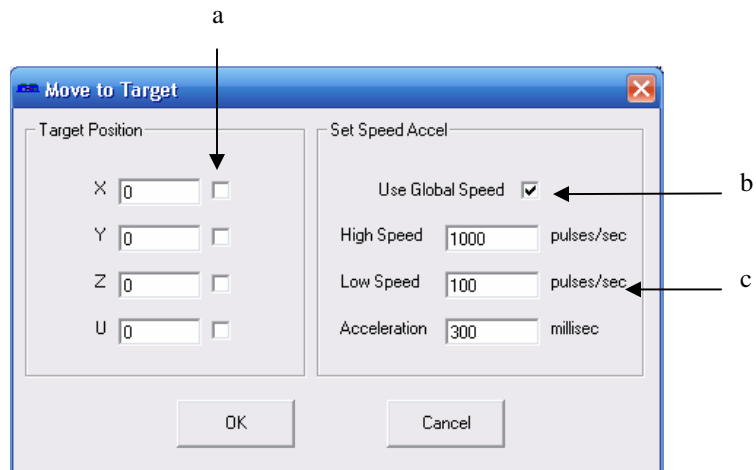 a
Move to Target
Target Position
X 0
Y 0
Z 0
U 0
Set Speed Accel
Use Global Speed
b
High Speed 1000 pulses/sec
Low Speed 100 pulses/sec
c
Acceleration 300 millisec
OK Cancel